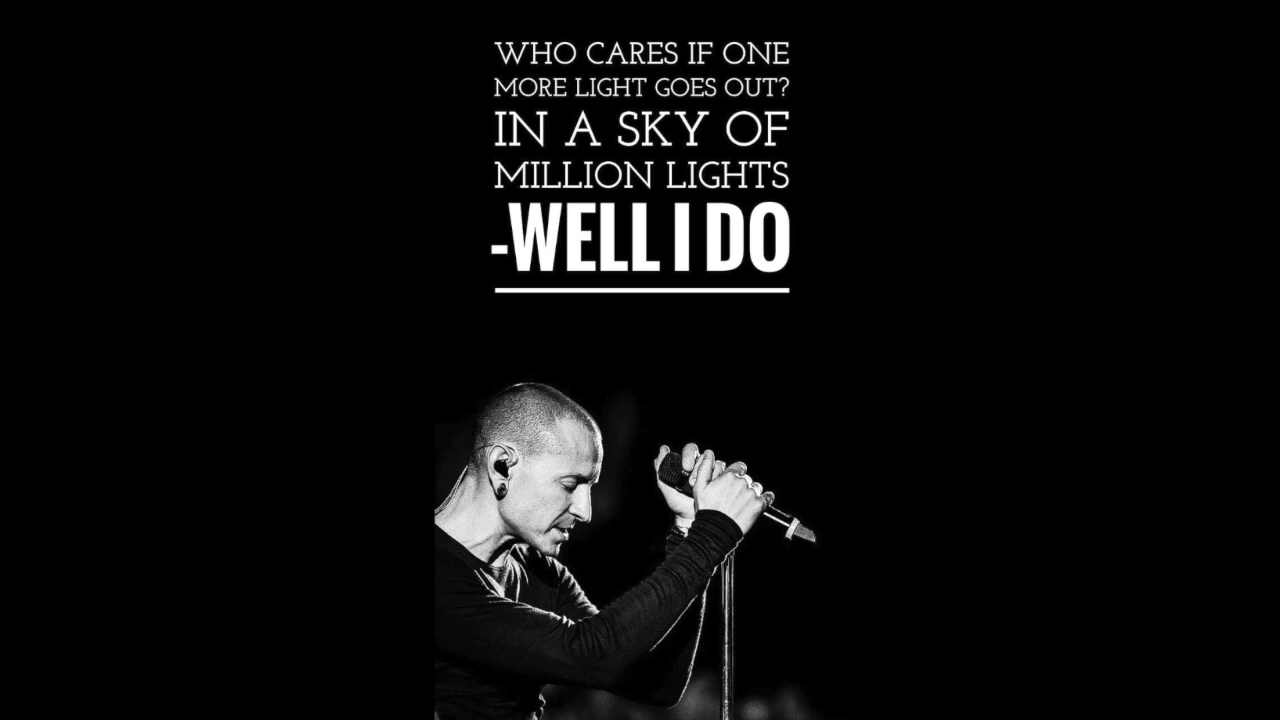 WHO CARES IF ONE
MORE LIGHT GOES OUT?
IN A SKY OF
MILLION LIGHTS
-WELL I DO